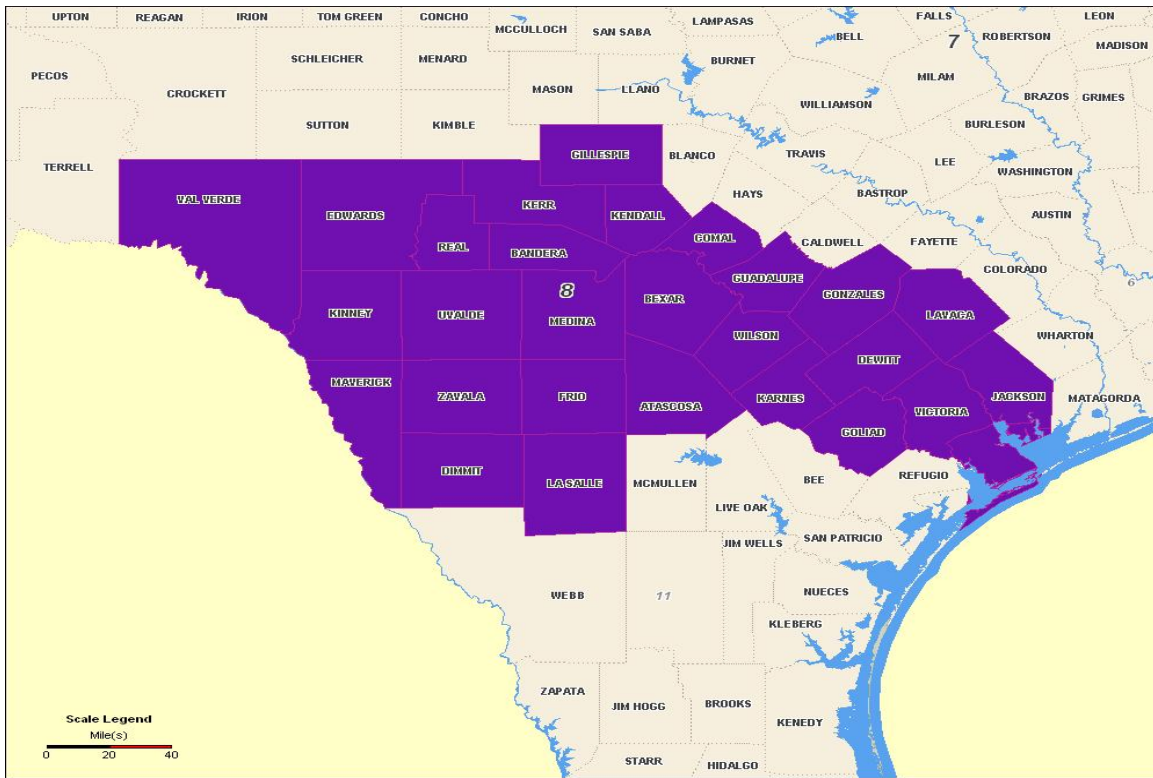 UPTON
REAGAN
IRION
TOM GREEN
CONCHO
MCCULLOCH
SAN SABA
LAMPASAS
BELL
FALLS
7
ROBERTSON
LEON
MADISON
PECOS
CROCKETT
SCHLEICHER
MENARD
MASON
LLANO
BURNET
WILLIAMSON
MILAM
BRAZOS
GRIMES
SUTTON
KIMBLE
BURLESON
TERRELL
GILLESPIE
BLANCO
TRAVIS
LEE
WASHINGTON
VAL VERDE
EDWARDS
KERR
KENDALL
HAYS
BASTROP
AUSTIN
REAL
BANDERA
COMAL
CALDWELL
FAYETTE
COLORADO
6
KINNEY
UVALDE
8
MEDINA
BEXAR
GUADALUPE
GONZALES
LAVACA
WHARTON
WILSON
DEWITT
MAVERICK
ZAVALA
FRIO
ATASCOSA
KARNES
GOLIAD
VICTORIA
JACKSON
MATAGORDA
DIMMIT
LA SALLE
MCMULLEN
LIVE OAK
BEE
REFUGIO
JIM WELLS
SAN PATRICIO
WEBB
11
NUECES
KLEBERG
ZAPATA
JIM HOGG
BROOKS
KENEDY
STARR
HIDALGO
Scale Legend
Mile(s)
0 20 40